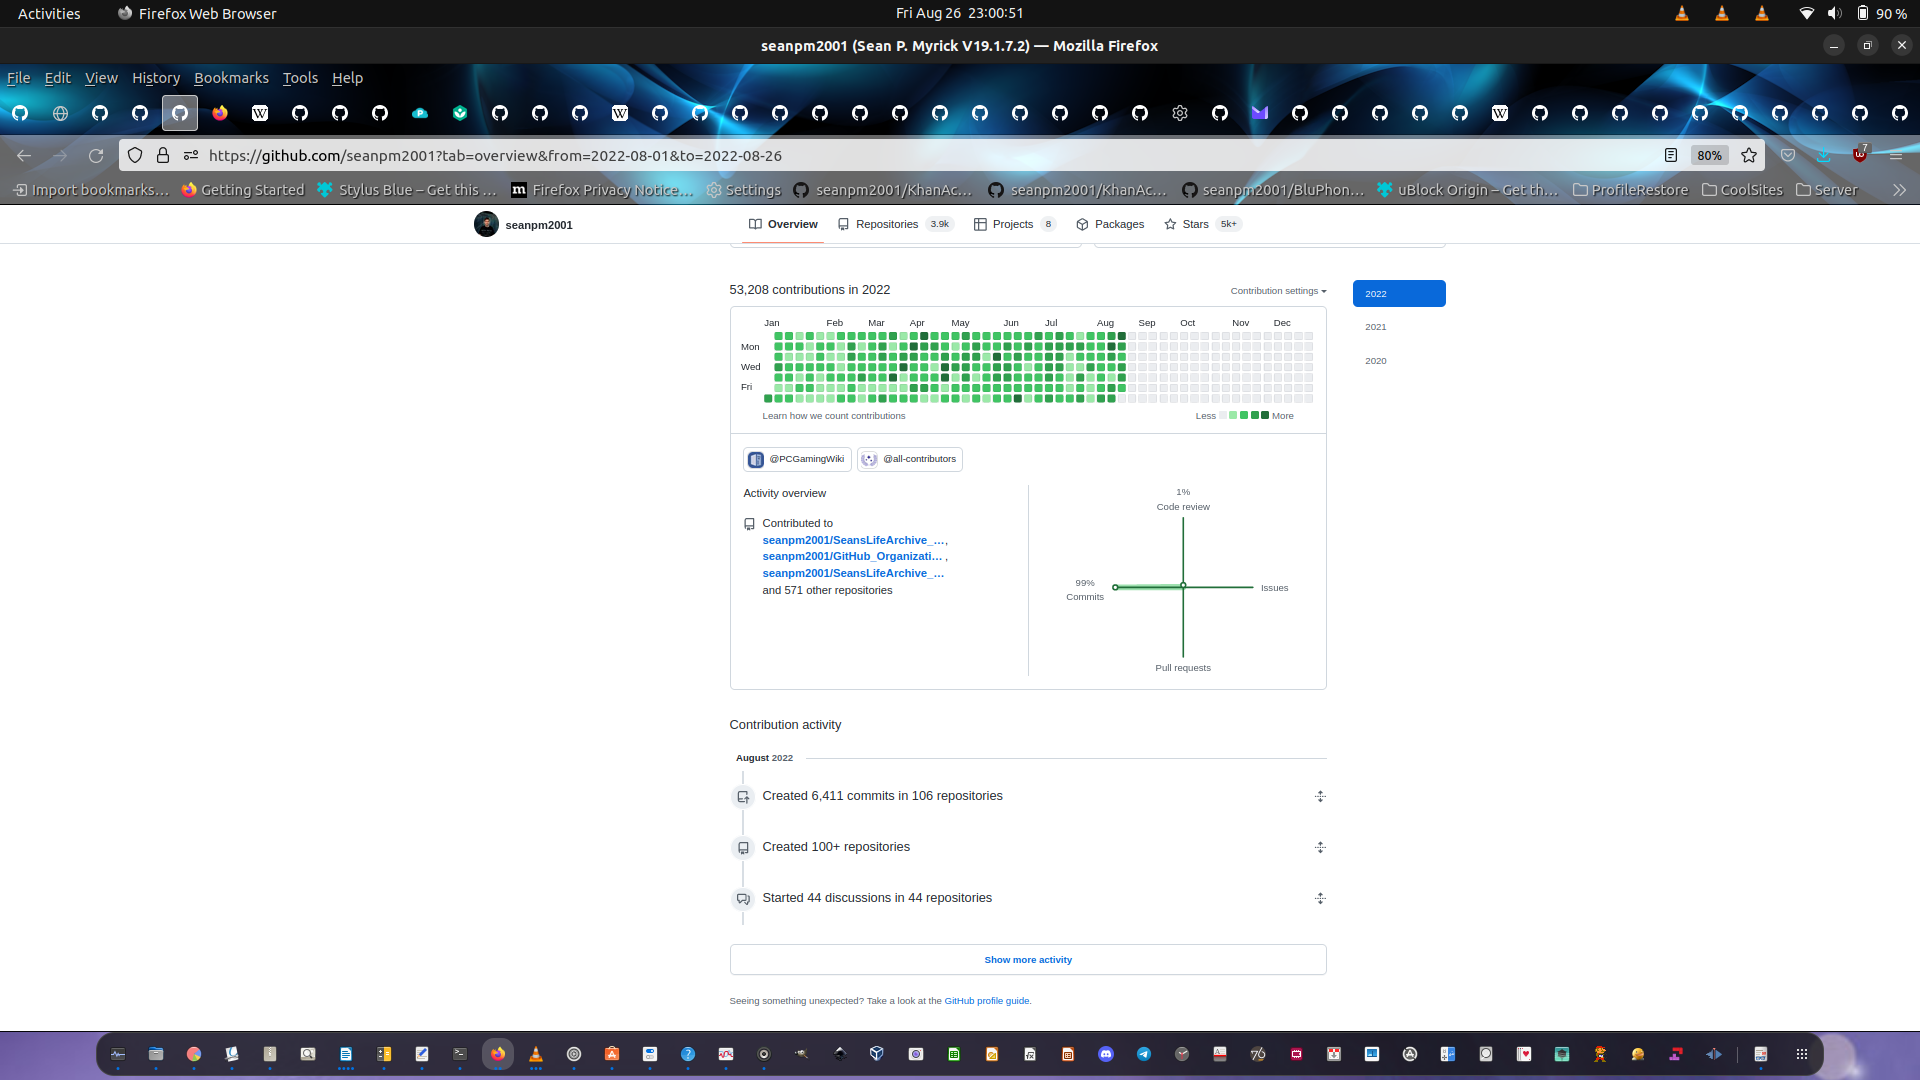 Activities
Firefox Web Browser
Fri Aug 26 23:00:51
90 %
seanpm2001 (Sean P. Myrick V19.1.7.2) — Mozilla Firefox
File Edit View History Bookmarks Tools Help
https://github.com/seanpm2001?tab=overview&from=2022-08-01&to=2022-08-26
80%
7
Import bookmarks… Getting Started Stylus Blue – Get this … Firefox Privacy Notice… Settings seanpm2001/KhanAc… seanpm2001/KhanAc… seanpm2001/BluPhon… uBlock Origin – Get th… ProfileRestore CoolSites Server
seanpm2001
Overview Repositories 3.9k Projects 8 Packages Stars 5k+
53,208 contributions in 2022
Contribution settings
2022
2021
2020
Jan Feb Mar Apr May Jun Jul Aug Sep Oct Nov Dec
Mon
Wed
Fri
Learn how we count contributions
Less More
@PCGamingWiki @all-contributors
Activity overview
Contributed to
seanpm2001/SeansLifeArchive_…,
seanpm2001/GitHub_Organizati… ,
seanpm2001/SeansLifeArchive_…
and 571 other repositories
1%
Code review
99%
Commits
Issues
Pull requests
Contribution activity
August 2022
Created 6,411 commits in 106 repositories
Created 100+ repositories
Started 44 discussions in 44 repositories
Show more activity
Seeing something unexpected? Take a look at the GitHub profile guide.